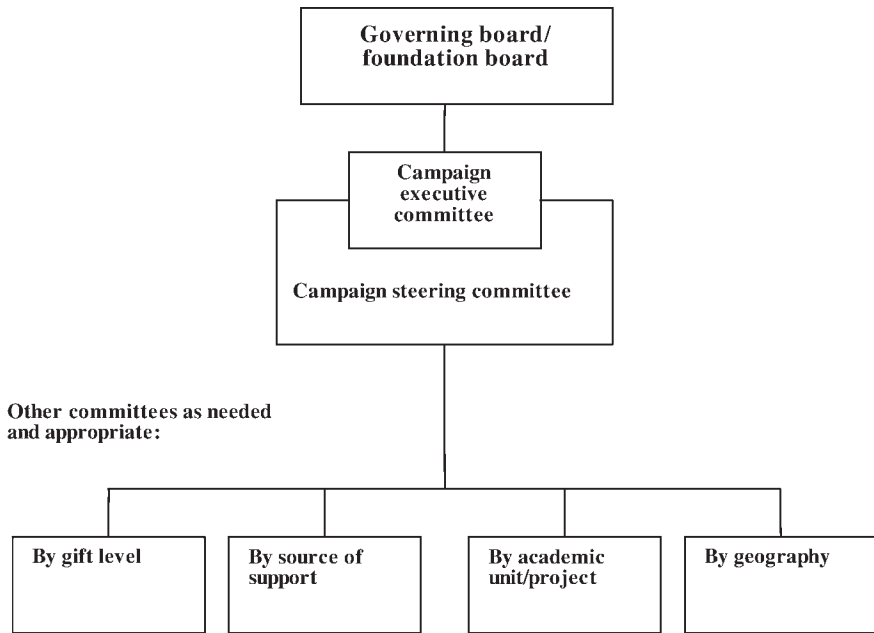 Governing board/
foundation board
Campaign
executive
committee
Campaign steering committee
Other committees as needed
and appropriate:
By gift level
By source of
support
By academic
unit/project
By geography